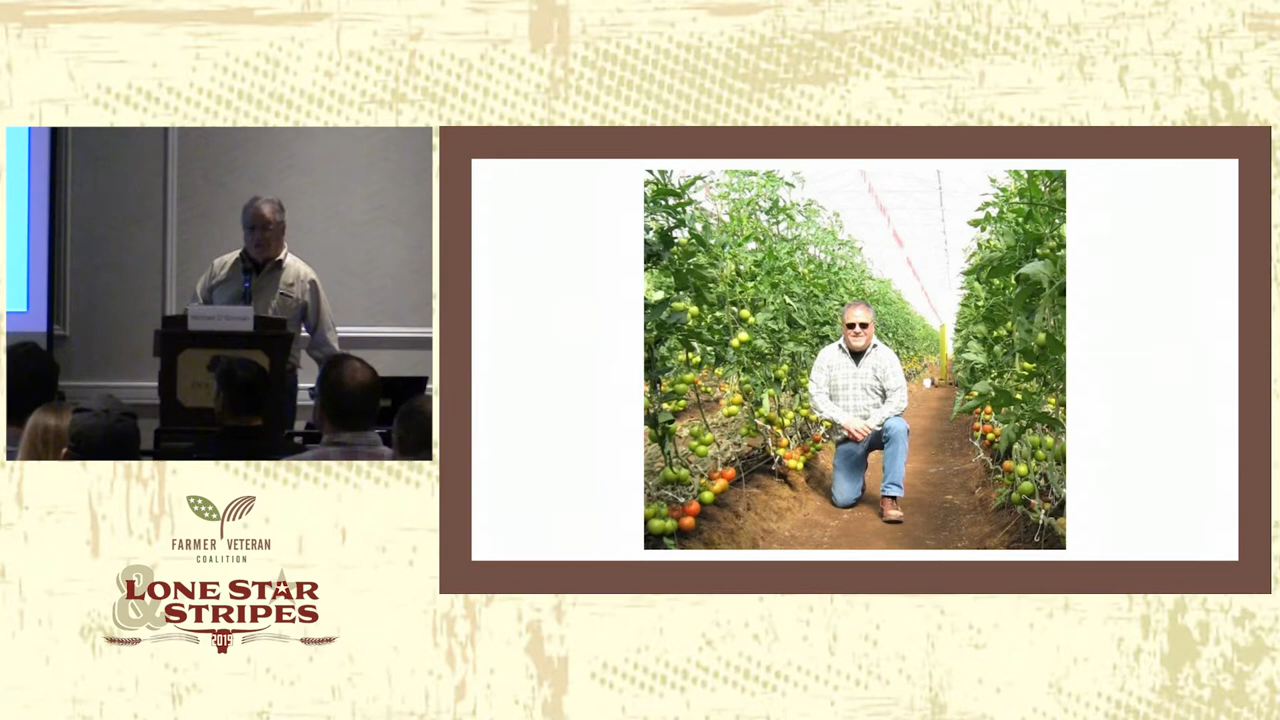 FARMER VETERAN
COALITION
LONE STAR
& STRIPES
2019